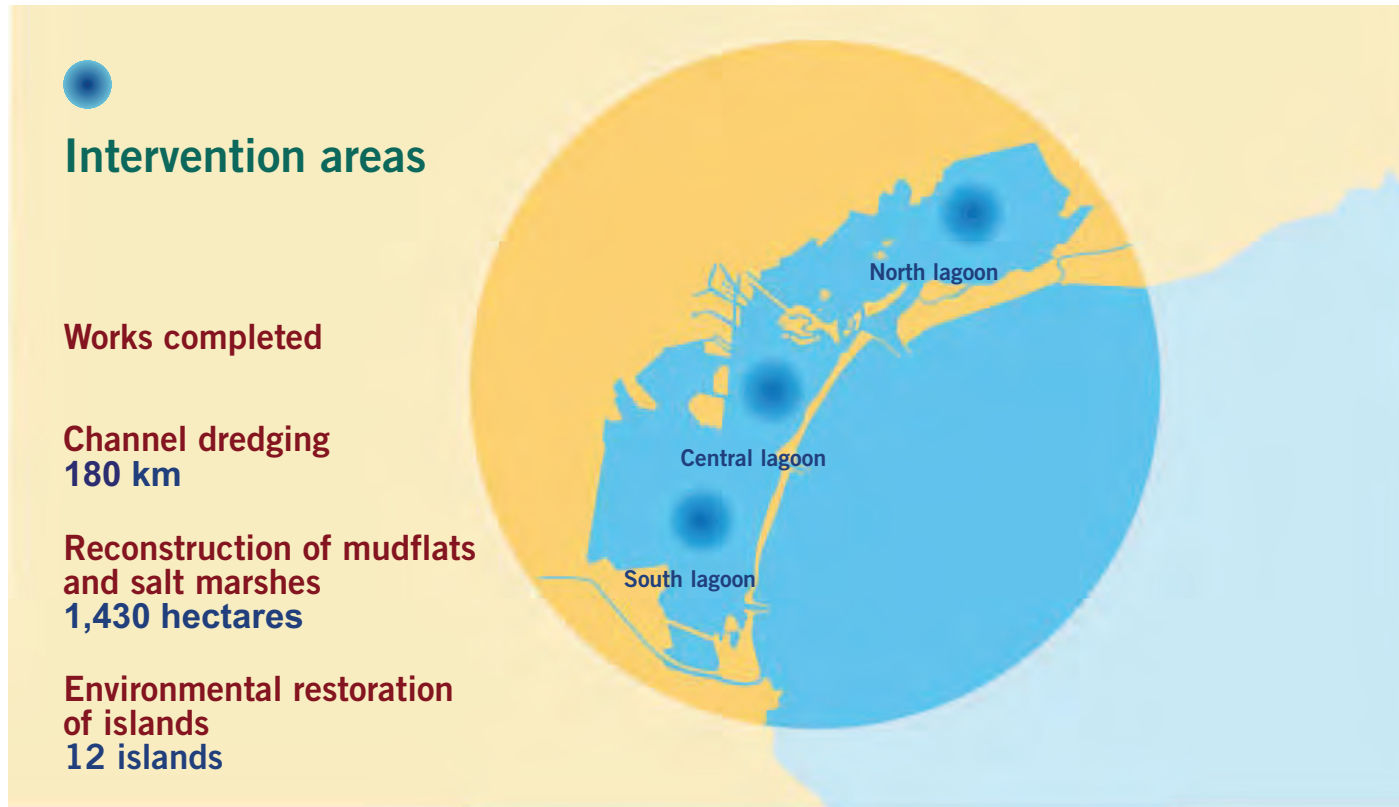 Intervention areas
Works completed
Channel dredging
180 km
Reconstruction of mudflats
and salt marshes
1,430 hectares
Environmental restoration
of islands
12 islands
North lagoon
Central lagoon
South lagoon